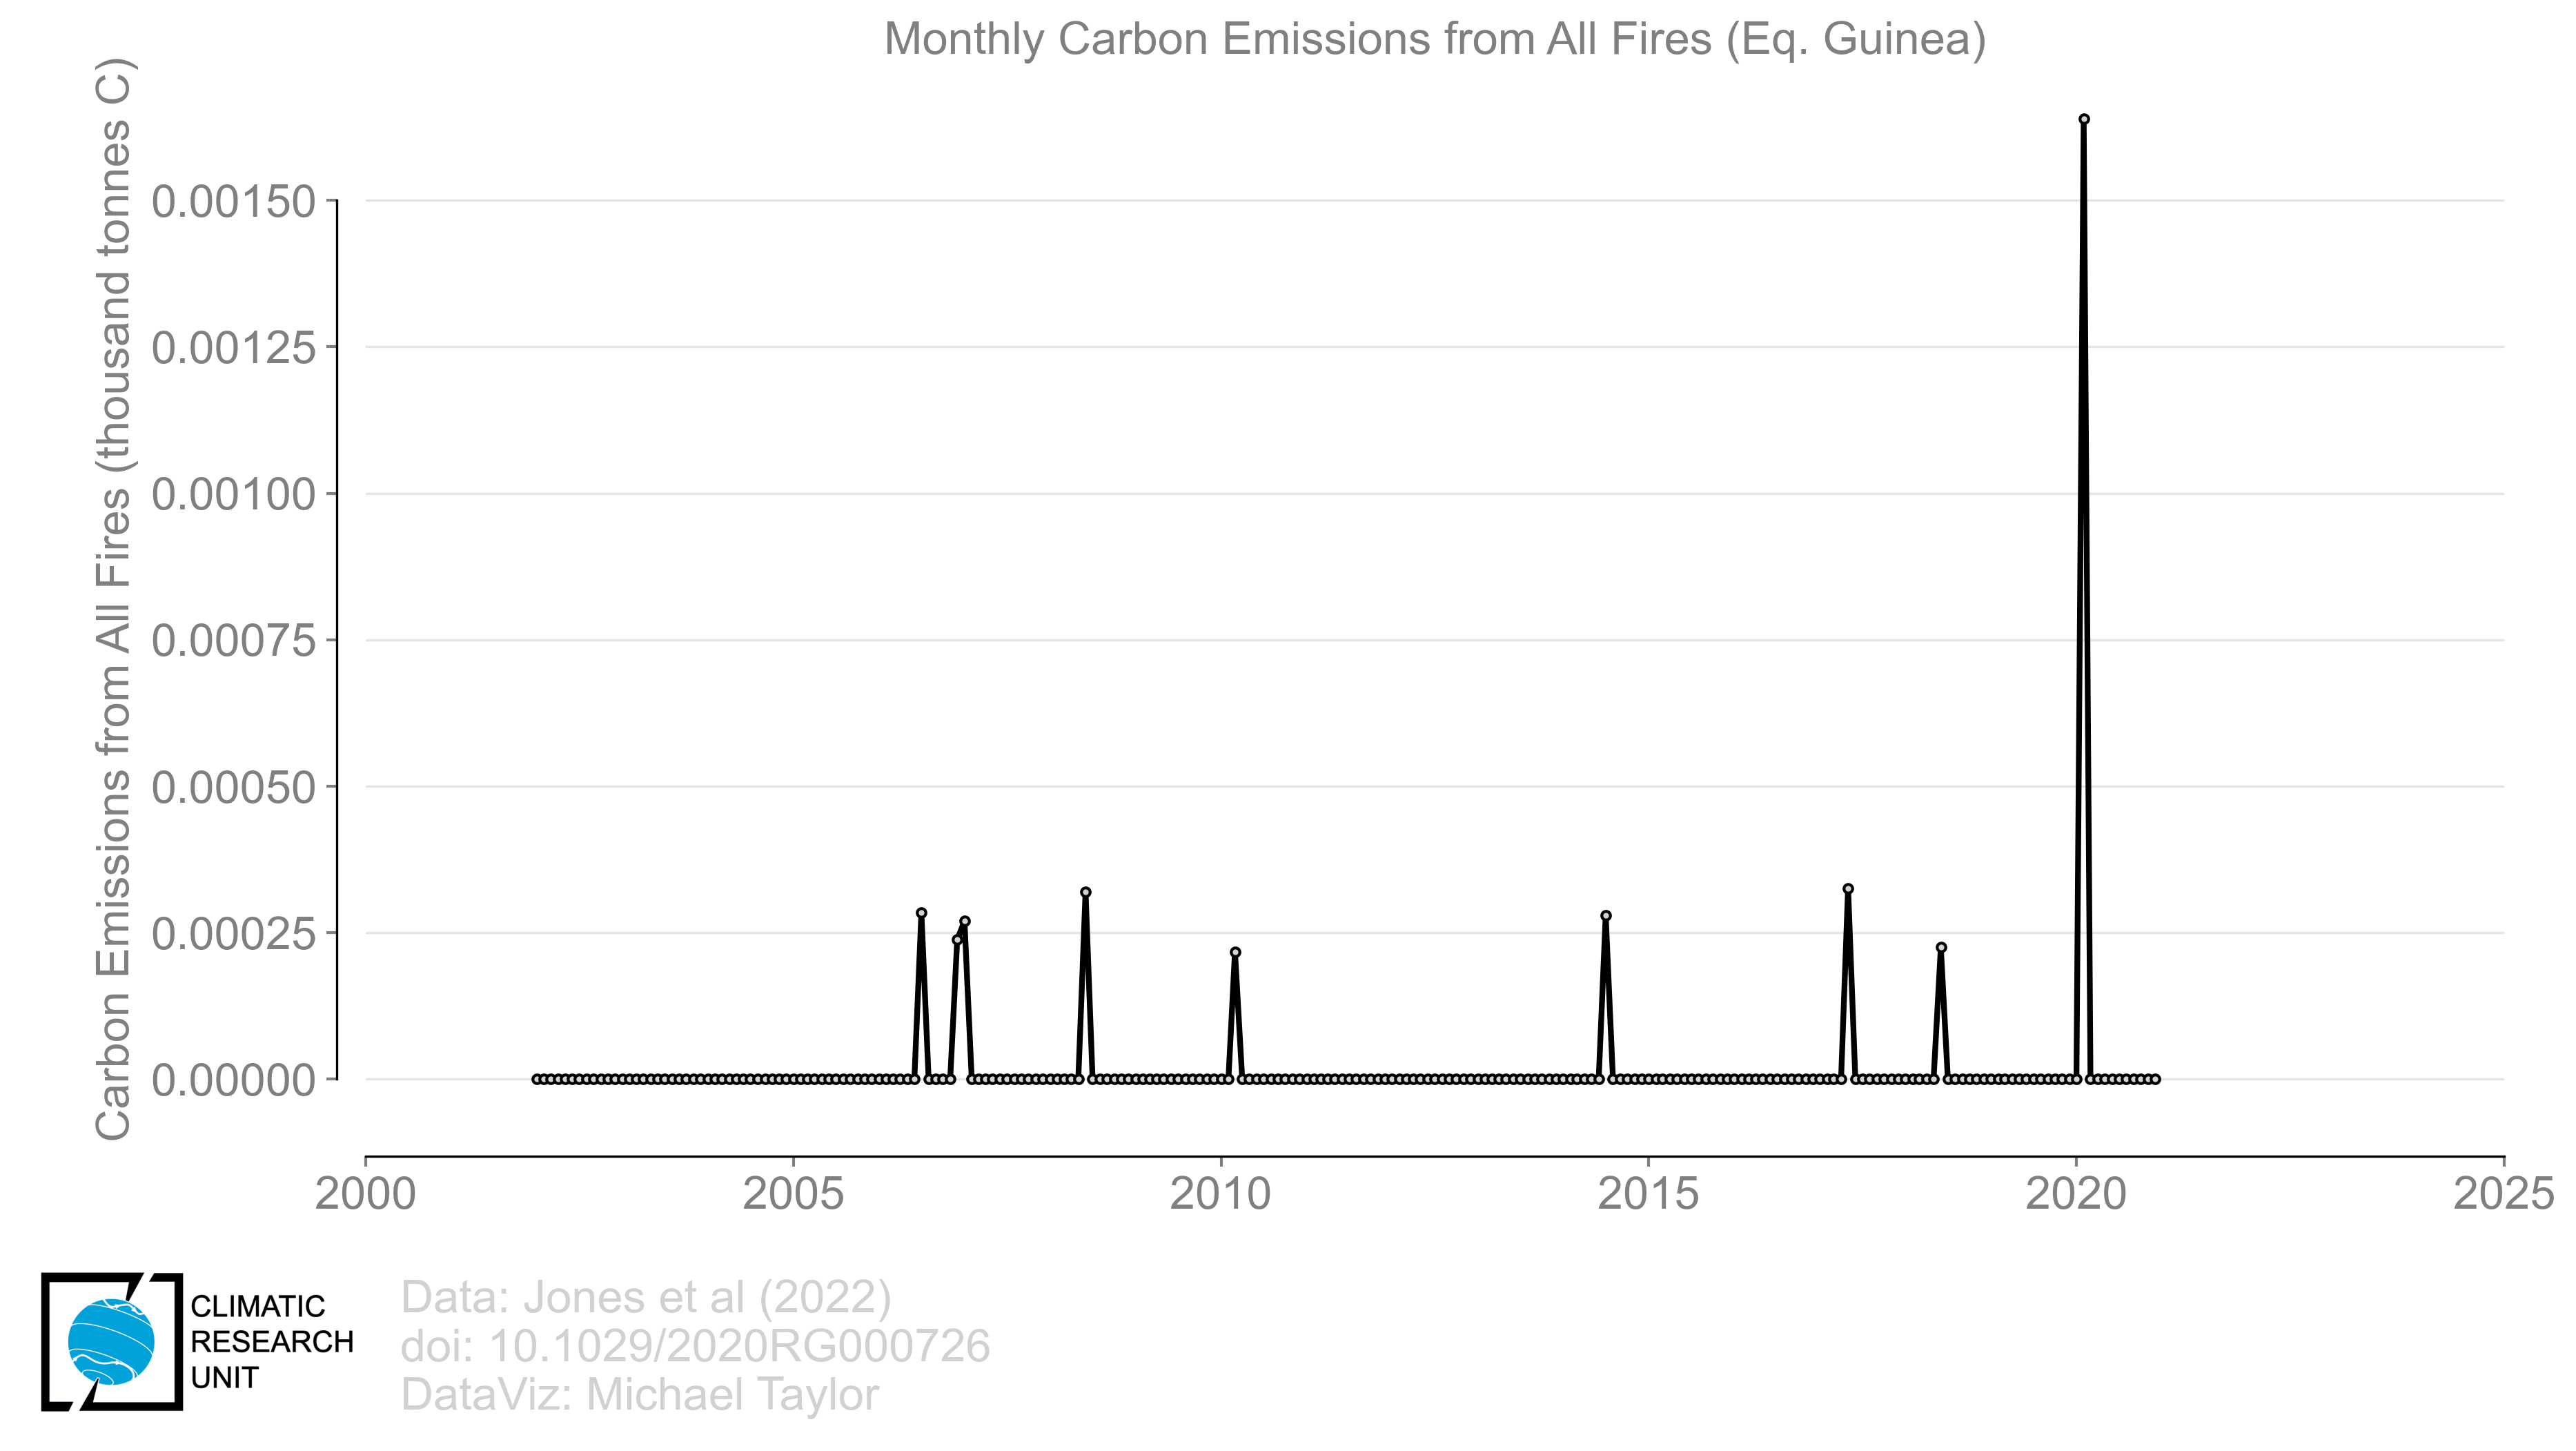 Monthly Carbon Emissions from All Fires (Eq. Guinea)
Carbon Emissions from All Fires (thousand tonnes C)
0.00150
0.00125
0.00100
0.00075
0.00050
0.00025
0.00000
2000
2005
2010
2015
2020
2025
CLIMATIC
RESEARCH
UNIT
Data: Jones et al (2022)
doi: 10.1029/2020RG000726
DataViz: Michael Taylor